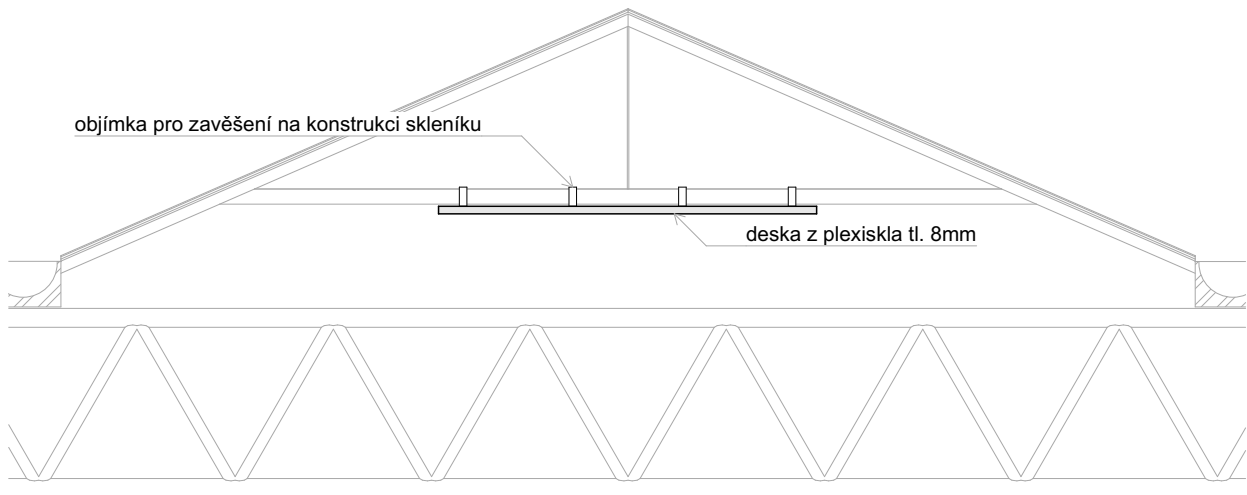 objímka pro zavěšení na konstrukci skleníku
deska z plexiskla tl. 8mm